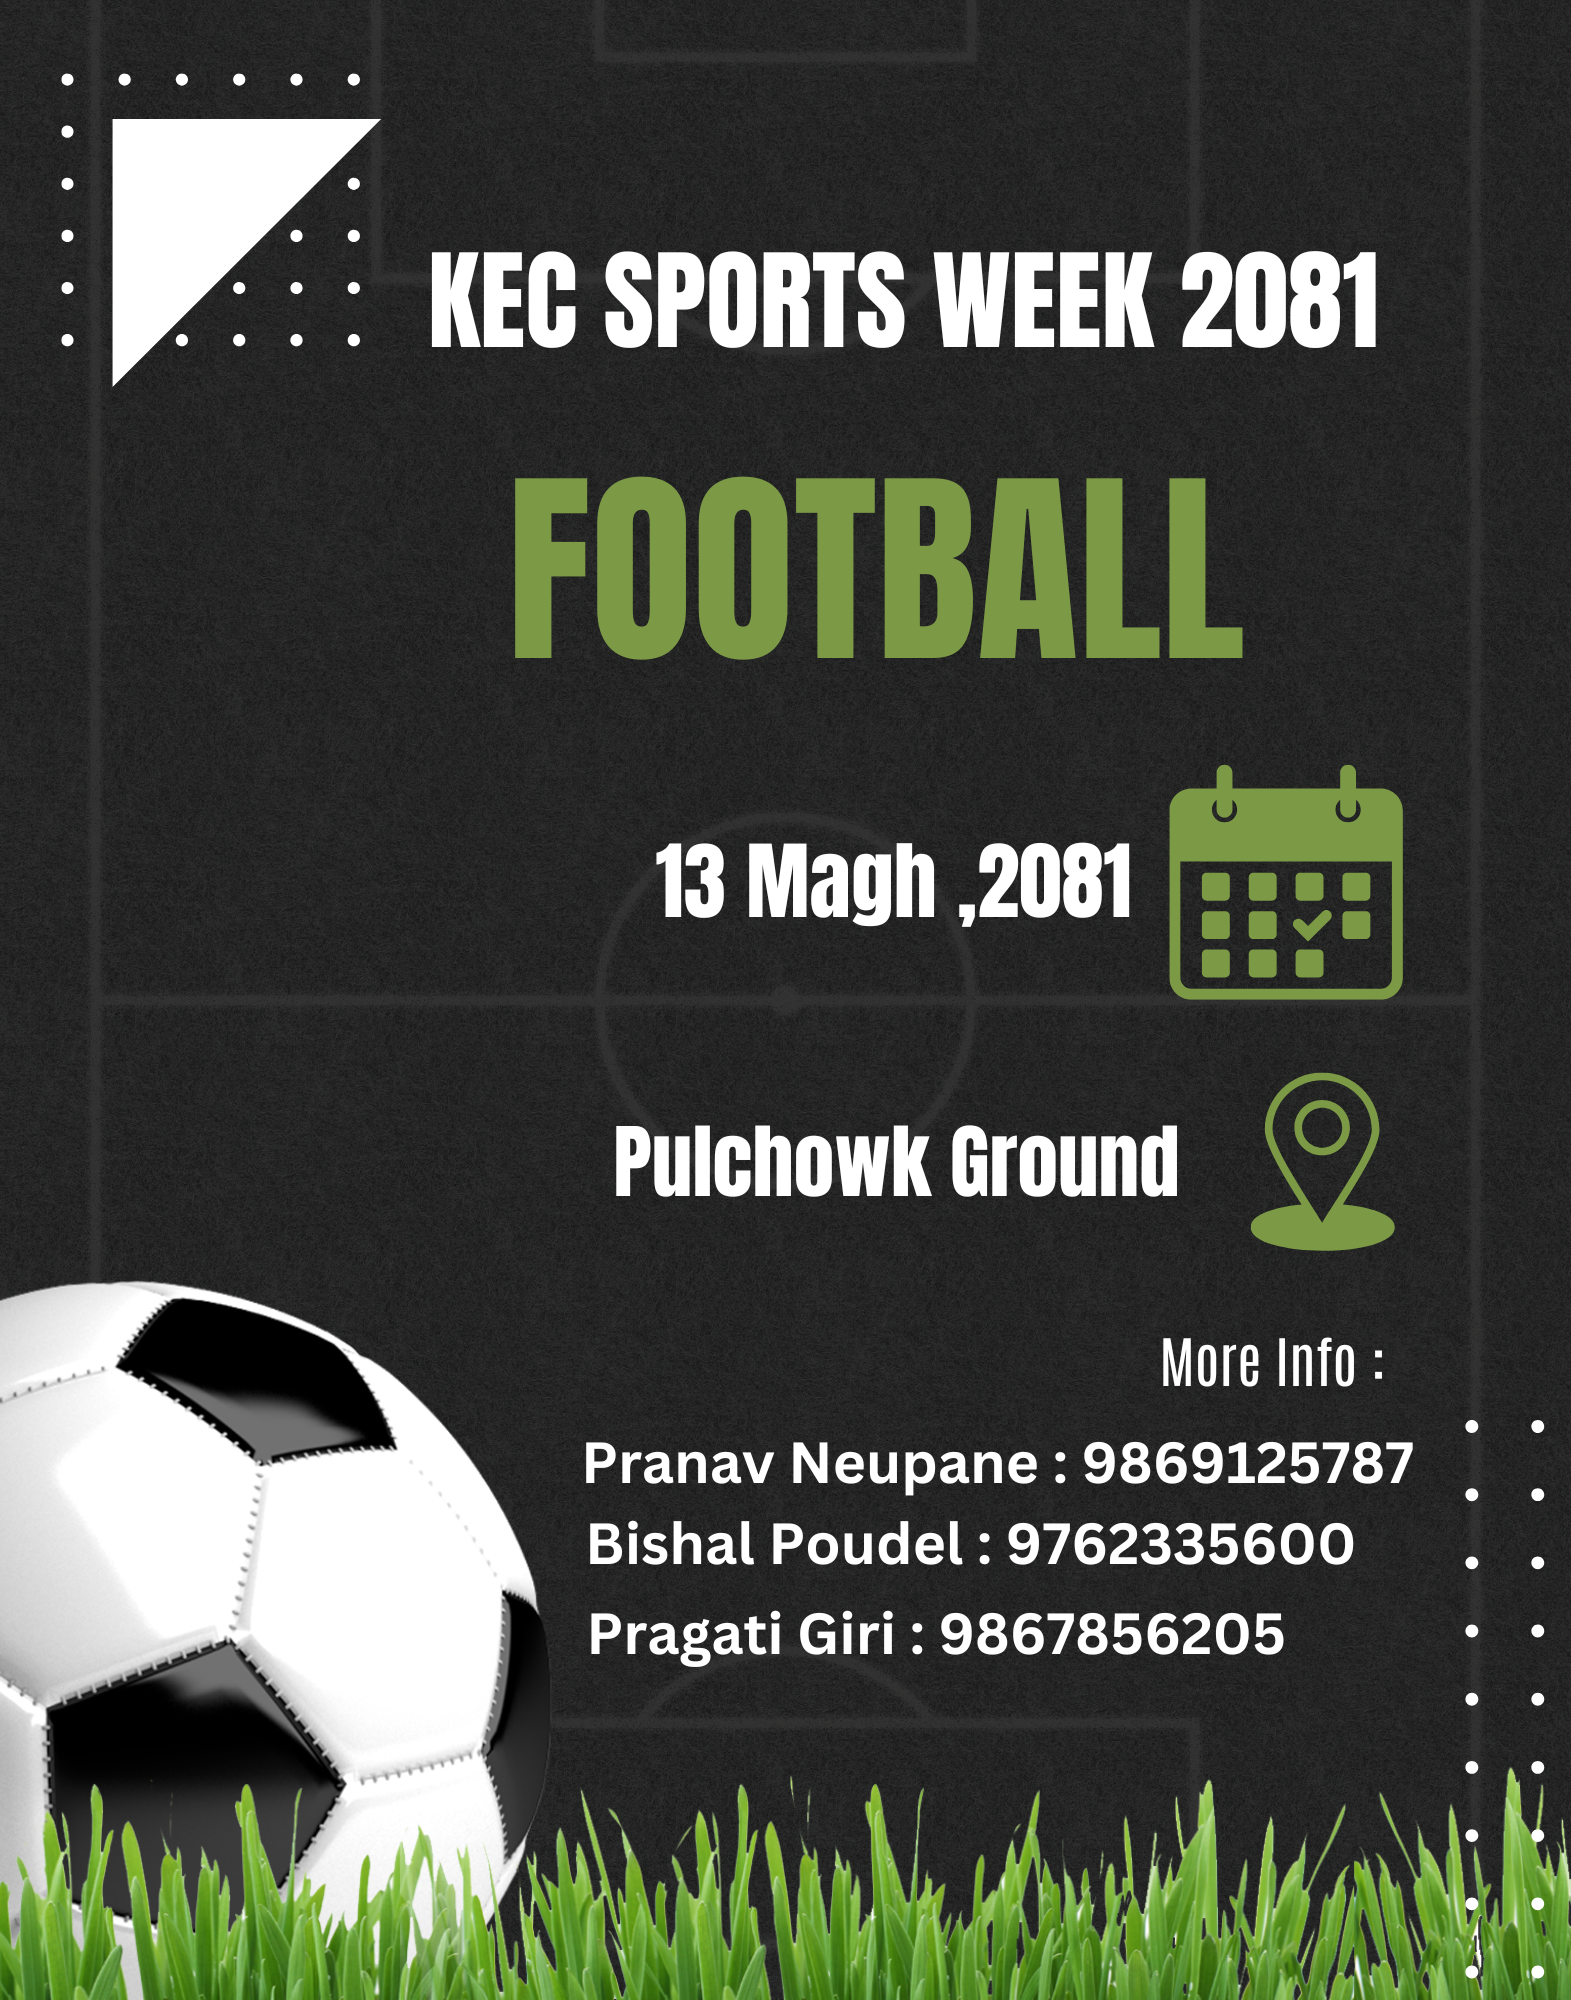 KEC SPORTS WEEK 2081
FOOTBALL
13 Magh ,2081
Pulchowk Ground
More Info :
Pranav Neupane : 9869125787
Bishal Poudel : 9762335600
Pragati Giri : 9867856205